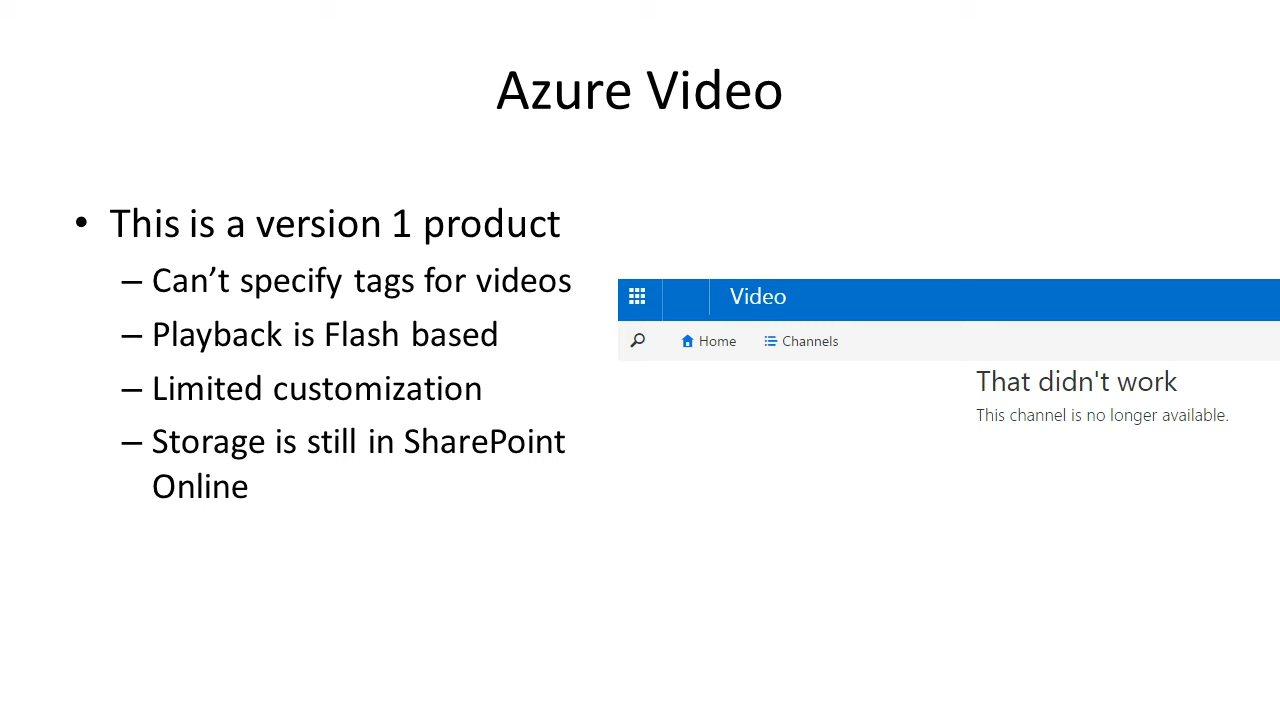 Azure Video
• This is a version 1 product
– Can’t specify tags for videos
– Playback is Flash based
– Limited customization
– Storage is still in SharePoint
Online
Video
Home Channels
That didn't work
This channel is no longer available.